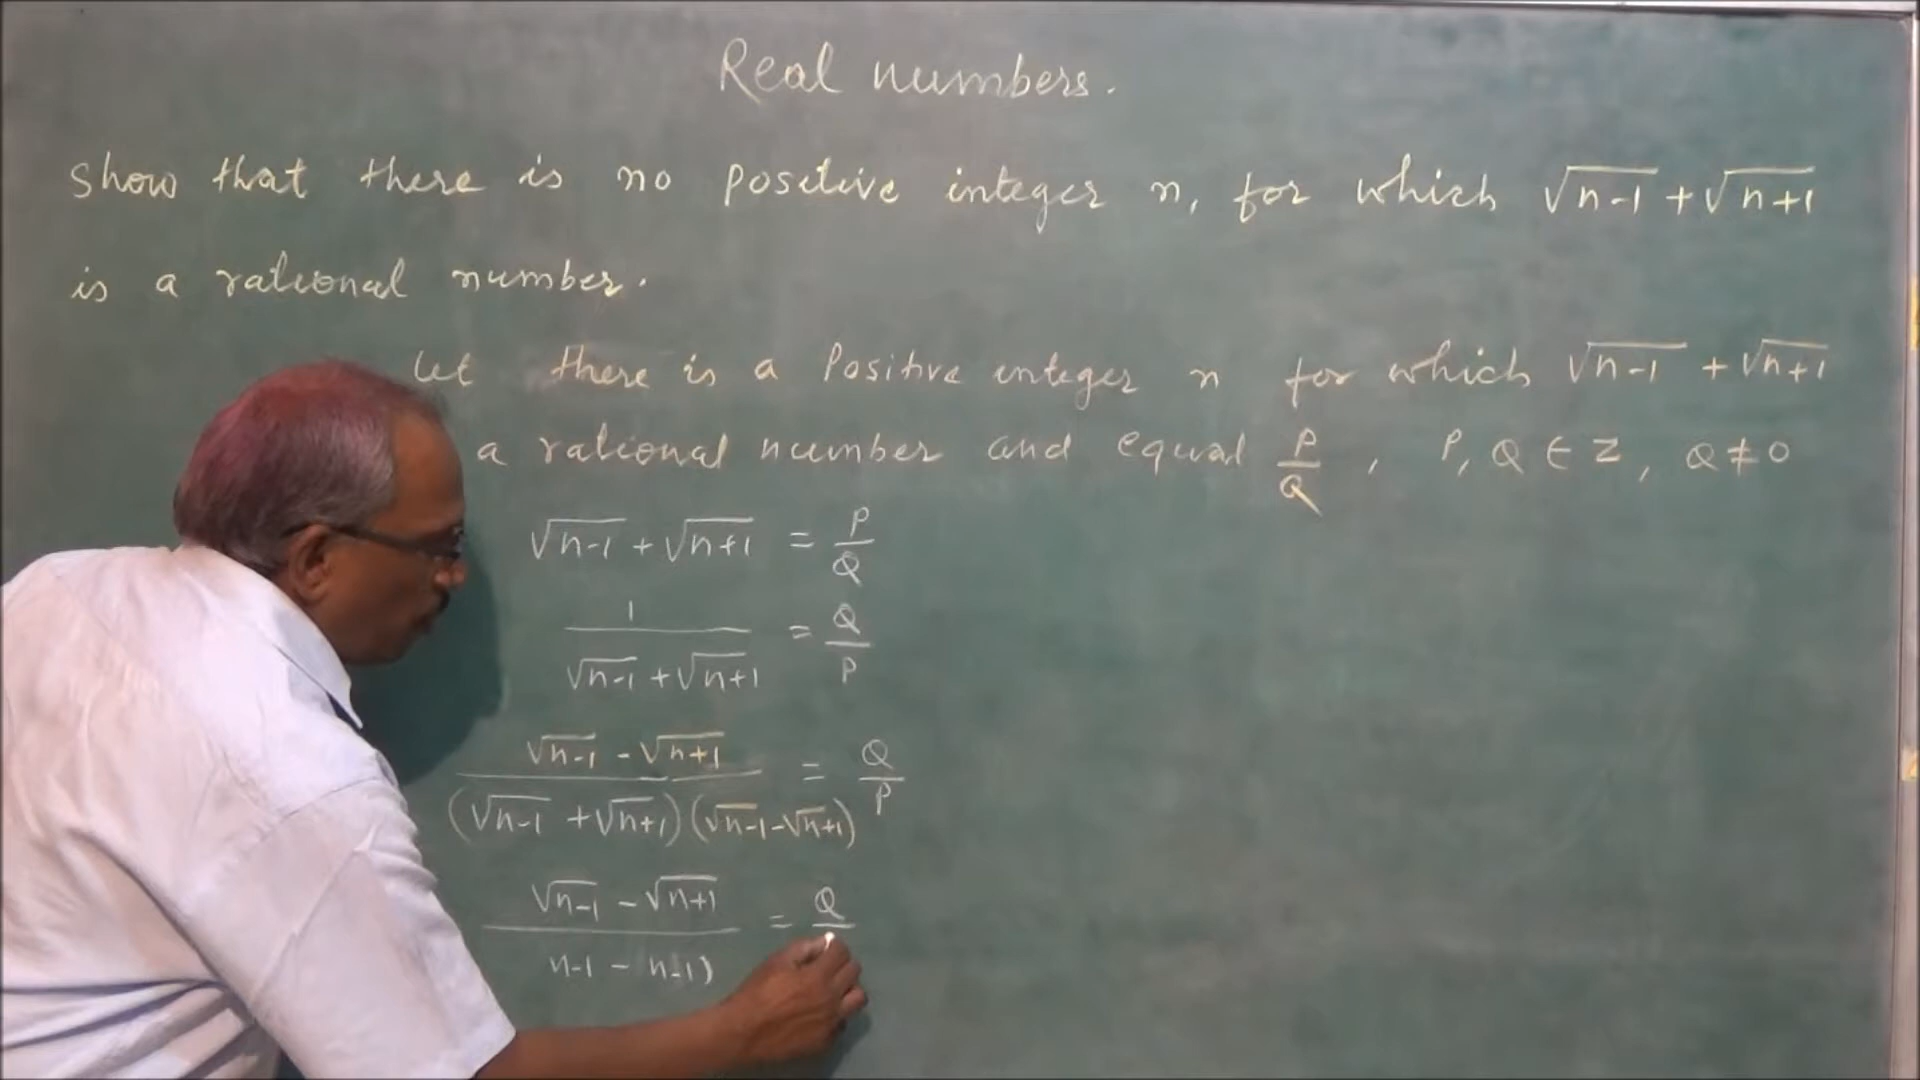 Real numbers.
Show that there is no positive integer n, for which √n-1 + √n+1
is a rational number.
Let there is a Positive integer n for which √n-1 + √n+1
a rational number and equal P/Q , P, Q ∈ Z, Q ≠ 0
√n-1 + √n+1 = P/Q
1/(√n-1 + √n+1) = Q/P
(√n-1 - √n+1)/((√n-1 + √n+1)(√n-1 - √n+1)) = Q/P
(√n-1 - √n+1)/(n-1 - n-1) = Q/